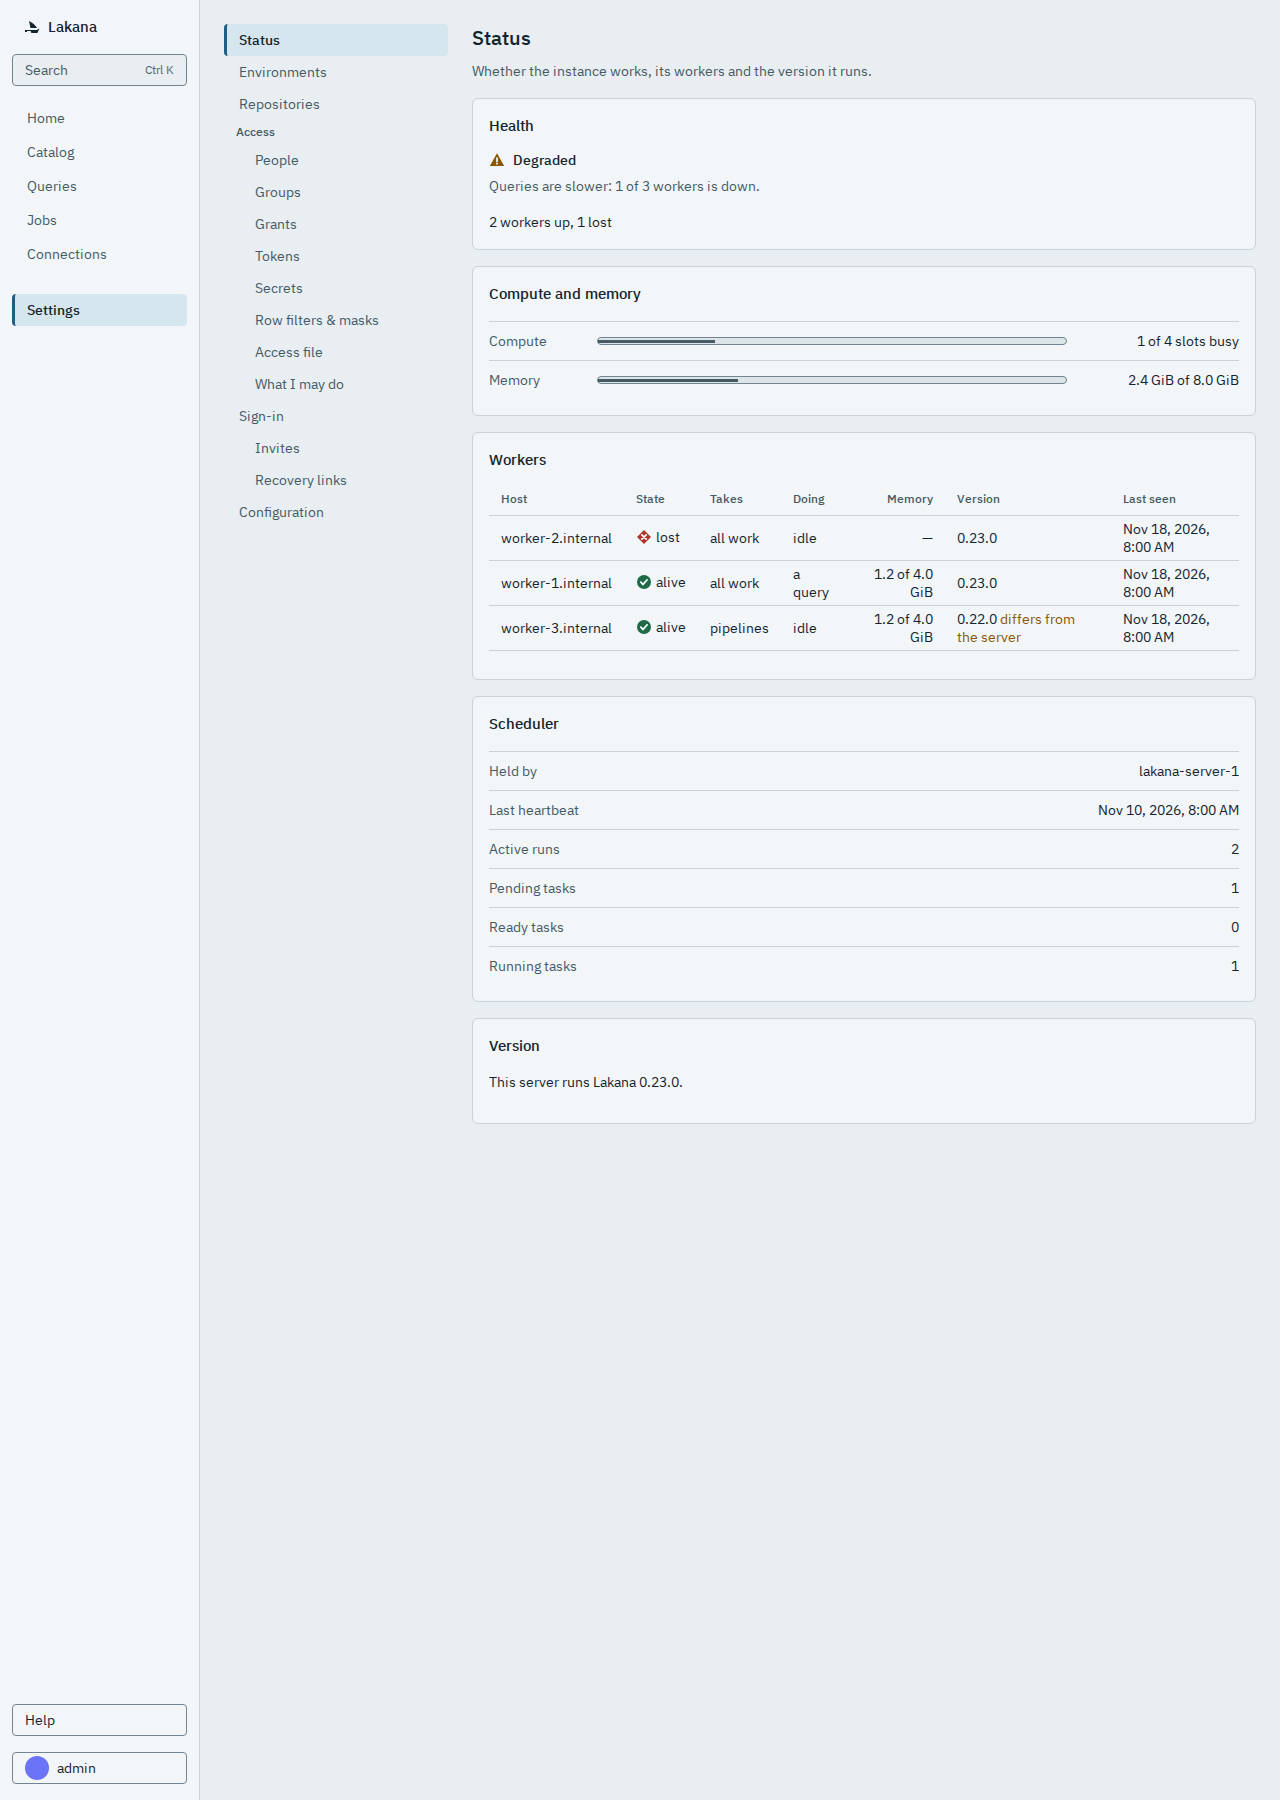 Lakana
Search Ctrl K
Home
Catalog
Queries
Jobs
Connections
Settings
Help
admin
Status
Environments
Repositories
Access
People
Groups
Grants
Tokens
Secrets
Row filters & masks
Access file
What I may do
Sign-in
Invites
Recovery links
Configuration
Status
Whether the instance works, its workers and the version it runs.
Health
Degraded
Queries are slower: 1 of 3 workers is down.
2 workers up, 1 lost
Compute and memory
Compute 1 of 4 slots busy
Memory 2.4 GiB of 8.0 GiB
Workers
Host State Takes Doing Memory Version Last seen
worker-2.internal lost all work idle — 0.23.0 Nov 18, 2026, 8:00 AM
worker-1.internal alive all work a query 1.2 of 4.0 GiB 0.23.0 Nov 18, 2026, 8:00 AM
worker-3.internal alive pipelines idle 1.2 of 4.0 GiB 0.22.0 differs from the server Nov 18, 2026, 8:00 AM
Scheduler
Held by lakana-server-1
Last heartbeat Nov 10, 2026, 8:00 AM
Active runs 2
Pending tasks 1
Ready tasks 0
Running tasks 1
Version
This server runs Lakana 0.23.0.